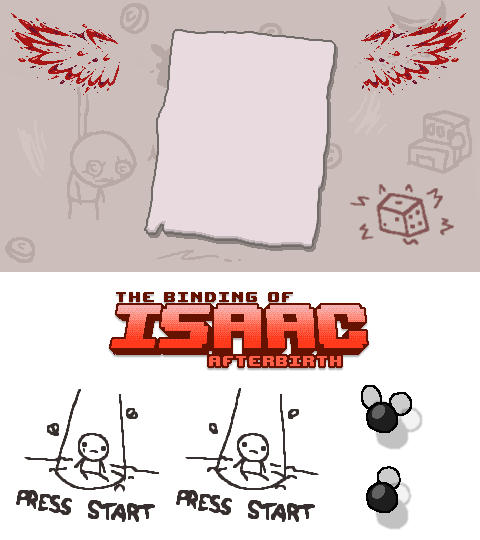 THE BINDING OF
ISAAC
AFTERBIRTH
PRESS START
PRESS START